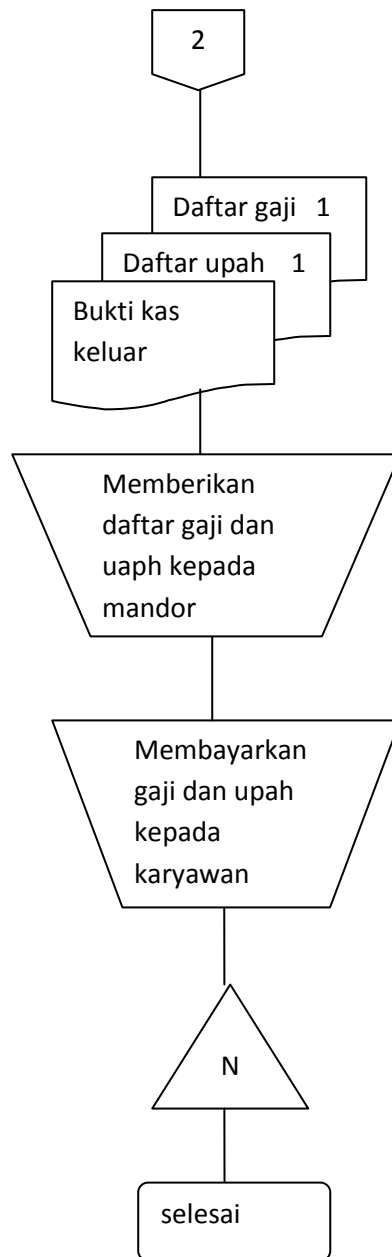 2
Daftar gaji 1
Daftar upah 1
Bukti kas
keluar
Memberikan
daftar gaji dan
uaph kepada
mandor
Membayarkan
gaji dan upah
kepada
karyawan
N
selesai